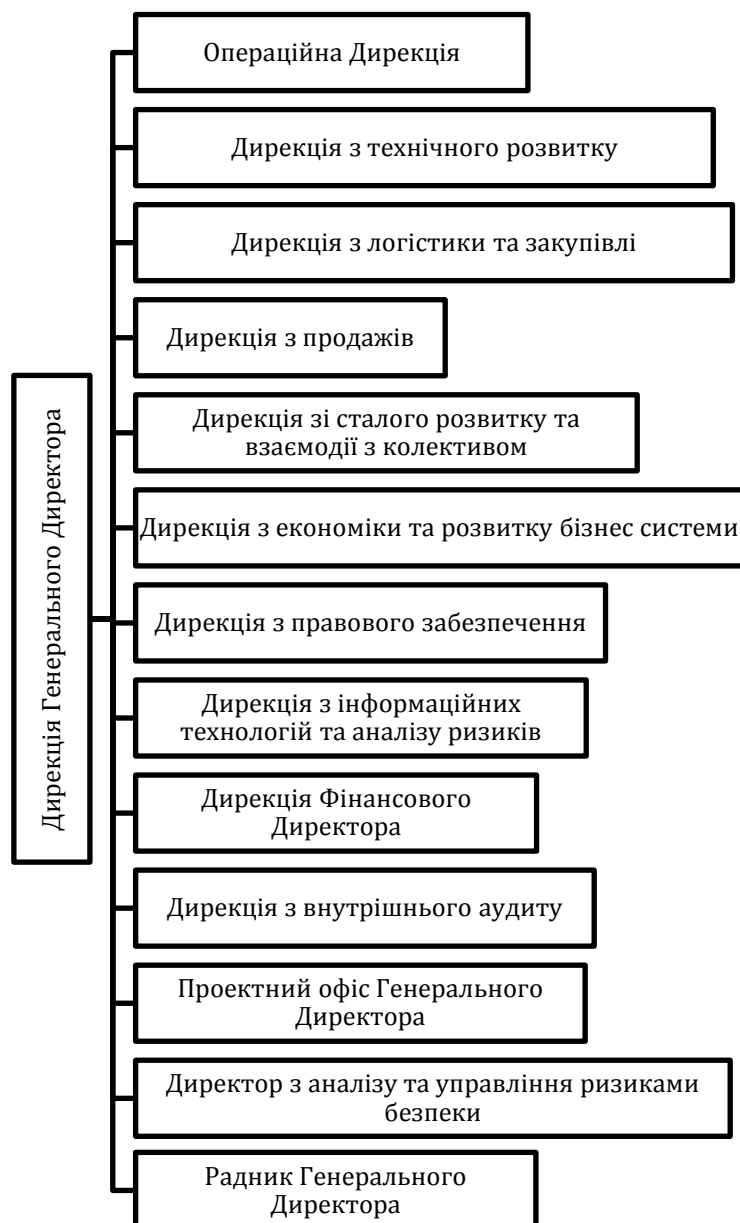 Операційна Дирекція
Дирекція з технічного розвитку
Дирекція з логістики та закупівлі
Дирекція з продажів
Дирекція Генерального Директора
Дирекція зі сталого розвитку та
взаємодії з колективом
Дирекція з економіки та розвитку бізнес системи
Дирекція з правового забезпечення
Дирекція з інформаційних
технологій та аналізу ризиків
Дирекція Фінансового
Директора
Дирекція з внутрішнього аудиту
Проектний офіс Генерального
Директора
Директор з аналізу та управління ризиками
безпеки
Радник Генерального
Директора